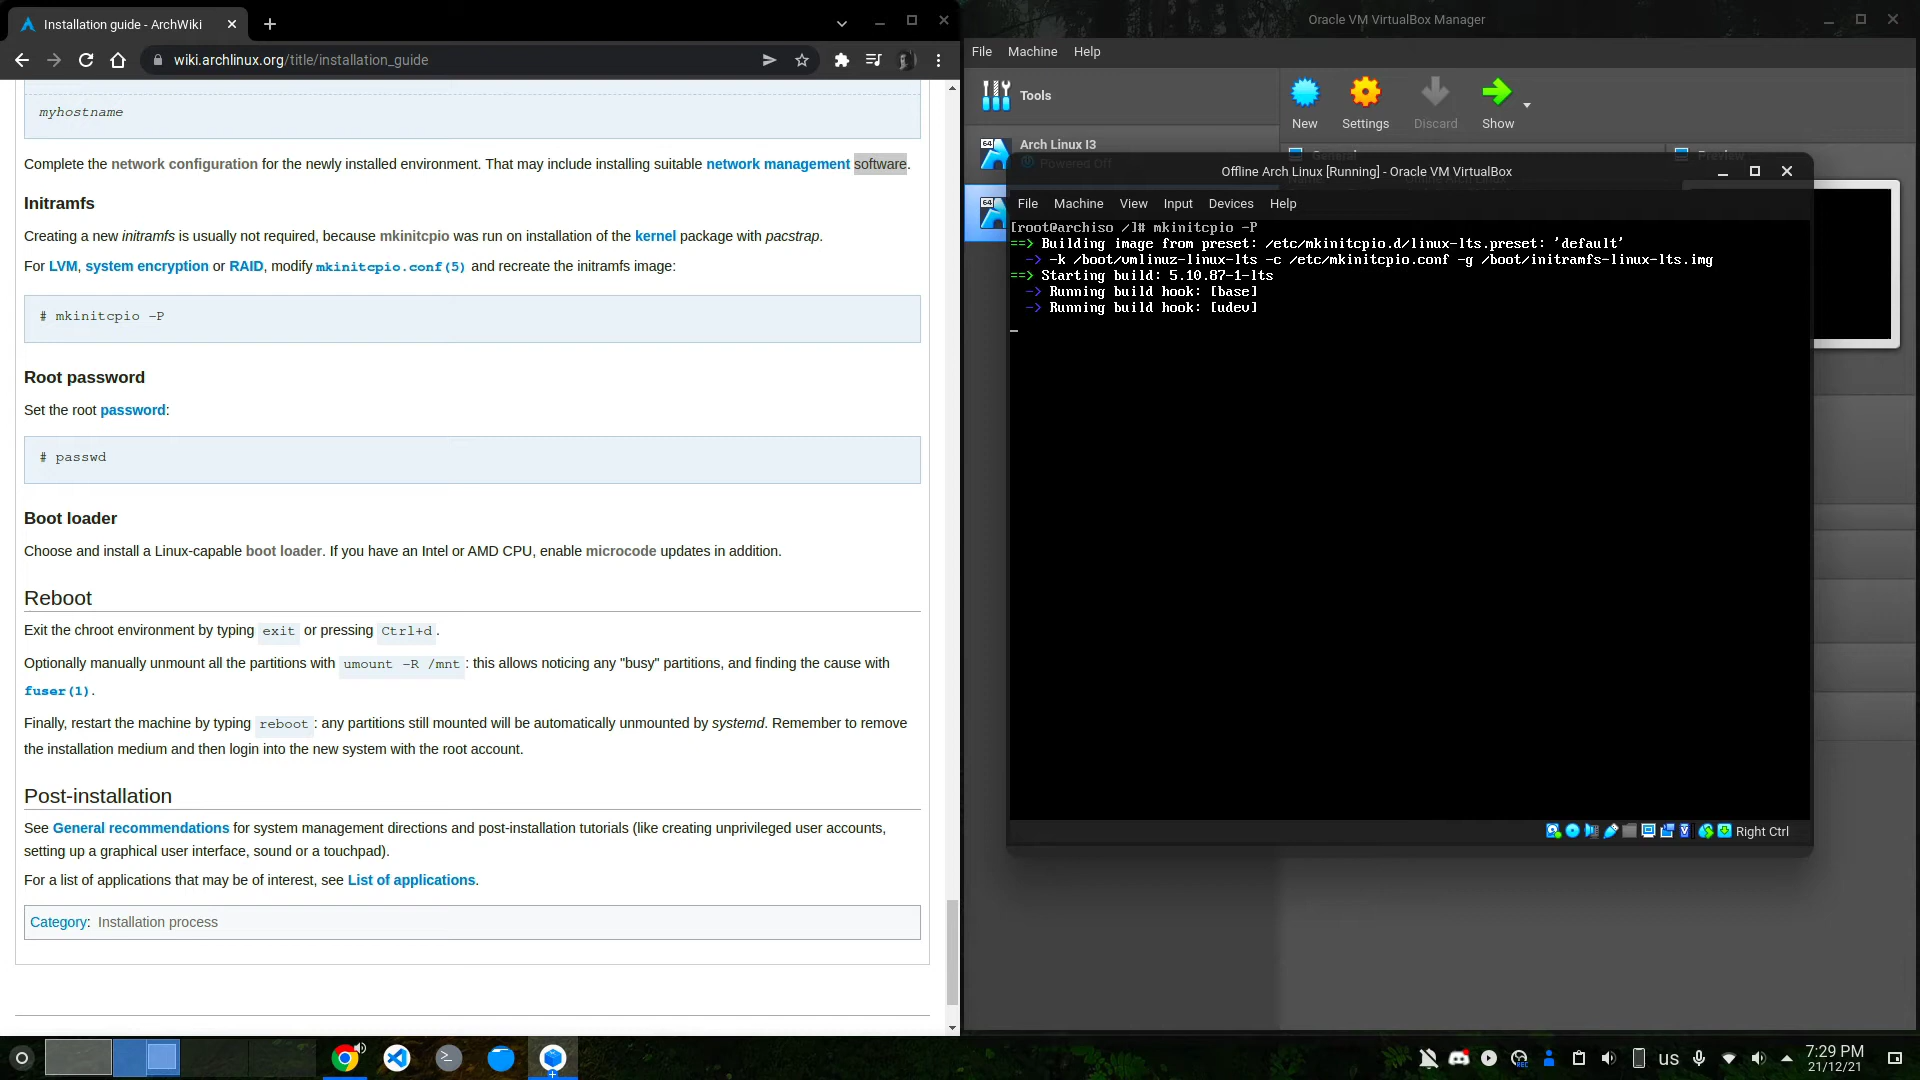 Installation guide - ArchWiki
wiki.archlinux.org/title/installation_guide
myhostname
Complete the network configuration for the newly installed environment. That may include installing suitable network management software.
Initramfs
Creating a new initramfs is usually not required, because mkinitcpio was run on installation of the kernel package with pacstrap.
For LVM, system encryption or RAID, modify mkinitcpio.conf(5) and recreate the initramfs image:
# mkinitcpio -P
Root password
Set the root password:
# passwd
Boot loader
Choose and install a Linux-capable boot loader. If you have an Intel or AMD CPU, enable microcode updates in addition.
Reboot
Exit the chroot environment by typing exit or pressing Ctrl+d.
Optionally manually unmount all the partitions with umount -R /mnt: this allows noticing any "busy" partitions, and finding the cause with
fuser(1).
Finally, restart the machine by typing reboot: any partitions still mounted will be automatically unmounted by systemd. Remember to remove
the installation medium and then login into the new system with the root account.
Post-installation
See General recommendations for system management directions and post-installation tutorials (like creating unprivileged user accounts,
setting up a graphical user interface, sound or a touchpad).
For a list of applications that may be of interest, see List of applications.
Category: Installation process
Oracle VM VirtualBox Manager
File Machine Help
Tools
New Settings Discard Show
64 Arch Linux I3
Powered Off
64
General
Preview
Offline Arch Linux [Running] - Oracle VM VirtualBox
File Machine View Input Devices Help
[root@archiso /]# mkinitcpio -P
==> Building image from preset: /etc/mkinitcpio.d/linux-lts.preset: 'default'
-> -k /boot/vmlinuz-linux-lts -c /etc/mkinitcpio.conf -g /boot/initramfs-linux-lts.img
==> Starting build: 5.10.87-1-lts
-> Running build hook: [base]
-> Running build hook: [udev]
_
Right Ctrl
REC
us
7:29 PM
21/12/21